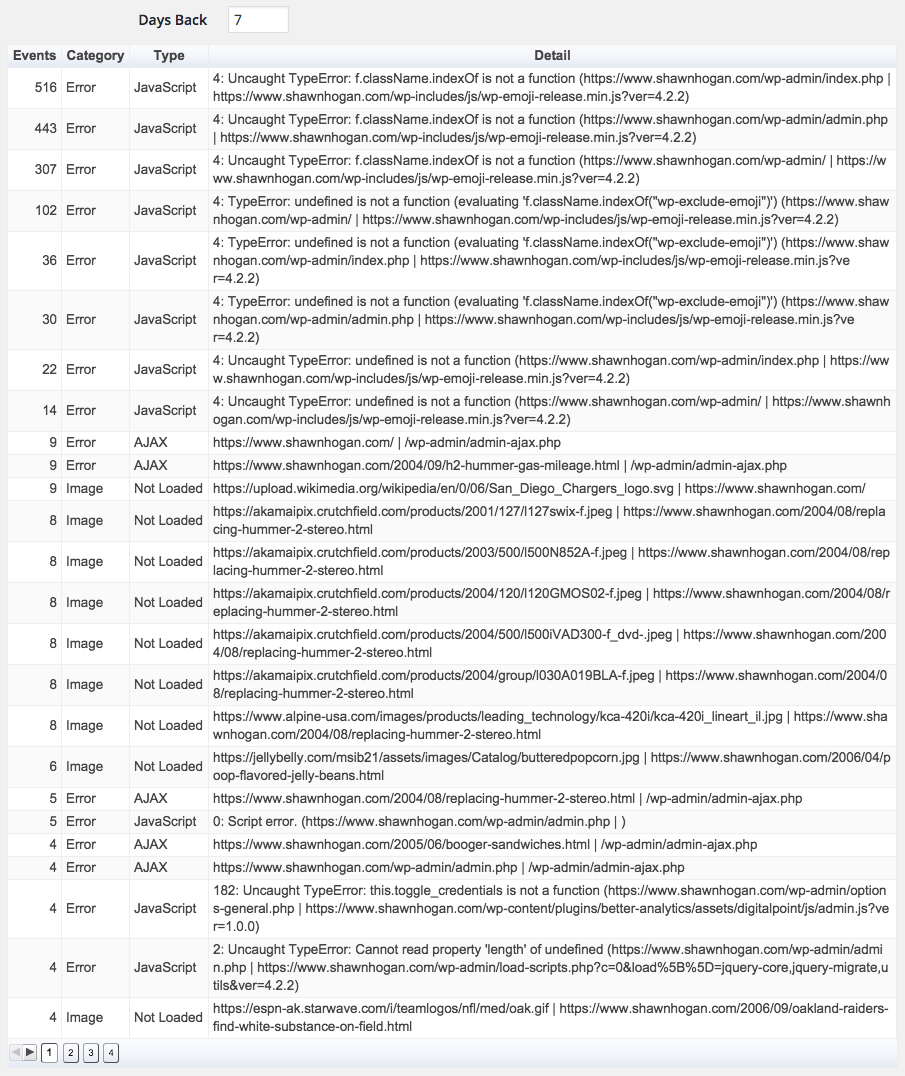 Days Back 7
Events Category Type Detail
516 Error JavaScript 4: Uncaught TypeError: f.className.indexOf is not a function (https://www.shawnhogan.com/wp-admin/index.php |
https://www.shawnhogan.com/wp-includes/js/wp-emoji-release.min.js?ver=4.2.2)
443 Error JavaScript 4: Uncaught TypeError: f.className.indexOf is not a function (https://www.shawnhogan.com/wp-admin/admin.php
| https://www.shawnhogan.com/wp-includes/js/wp-emoji-release.min.js?ver=4.2.2)
307 Error JavaScript 4: Uncaught TypeError: f.className.indexOf is not a function (https://www.shawnhogan.com/wp-admin/ | https://w
ww.shawnhogan.com/wp-includes/js/wp-emoji-release.min.js?ver=4.2.2)
102 Error JavaScript 4: TypeError: undefined is not a function (evaluating 'f.className.indexOf("wp-exclude-emoji")') (https://www.shaw
nhogan.com/wp-admin/ | https://www.shawnhogan.com/wp-includes/js/wp-emoji-release.min.js?ver=4.2.2)
36 Error JavaScript 4: TypeError: undefined is not a function (evaluating 'f.className.indexOf("wp-exclude-emoji")') (https://www.shaw
nhogan.com/wp-admin/index.php | https://www.shawnhogan.com/wp-includes/js/wp-emoji-release.min.js?ve
r=4.2.2)
30 Error JavaScript 4: TypeError: undefined is not a function (evaluating 'f.className.indexOf("wp-exclude-emoji")') (https://www.shaw
nhogan.com/wp-admin/admin.php | https://www.shawnhogan.com/wp-includes/js/wp-emoji-release.min.js?ve
r=4.2.2)
22 Error JavaScript 4: Uncaught TypeError: undefined is not a function (https://www.shawnhogan.com/wp-admin/index.php | https://ww
w.shawnhogan.com/wp-includes/js/wp-emoji-release.min.js?ver=4.2.2)
14 Error JavaScript 4: Uncaught TypeError: undefined is not a function (https://www.shawnhogan.com/wp-admin/ | https://www.shawnh
ogan.com/wp-includes/js/wp-emoji-release.min.js?ver=4.2.2)
9 Error AJAX https://www.shawnhogan.com/ | /wp-admin/admin-ajax.php
9 Error AJAX https://www.shawnhogan.com/2004/09/h2-hummer-gas-mileage.html | /wp-admin/admin-ajax.php
9 Image Not Loaded https://upload.wikimedia.org/wikipedia/en/0/06/San_Diego_Chargers_logo.svg | https://www.shawnhogan.com/
8 Image Not Loaded https://akamaipix.crutchfield.com/products/2001/127/l127swix-f.jpeg | https://www.shawnhogan.com/2004/08/repla
cing-hummer-2-stereo.html
8 Image Not Loaded https://akamaipix.crutchfield.com/products/2003/500/l500N852A-f.jpeg | https://www.shawnhogan.com/2004/08/rep
lacing-hummer-2-stereo.html
8 Image Not Loaded https://akamaipix.crutchfield.com/products/2004/120/l120GMOS02-f.jpeg | https://www.shawnhogan.com/2004/08/r
eplacing-hummer-2-stereo.html
8 Image Not Loaded https://akamaipix.crutchfield.com/products/2004/500/l500iVAD300-f_dvd-.jpeg | https://www.shawnhogan.com/200
4/08/replacing-hummer-2-stereo.html
8 Image Not Loaded https://akamaipix.crutchfield.com/products/2004/group/l030A019BLA-f.jpeg | https://www.shawnhogan.com/2004/0
8/replacing-hummer-2-stereo.html
8 Image Not Loaded https://www.alpine-usa.com/images/products/leading_technology/kca-420i/kca-420i_lineart_il.jpg | https://www.sha
wnhogan.com/2004/08/replacing-hummer-2-stereo.html
6 Image Not Loaded https://jellybelly.com/msib21/assets/images/Catalog/butteredpopcorn.jpg | https://www.shawnhogan.com/2006/04/p
oop-flavored-jelly-beans.html
5 Error AJAX https://www.shawnhogan.com/2004/08/replacing-hummer-2-stereo.html | /wp-admin/admin-ajax.php
5 Error JavaScript 0: Script error. (https://www.shawnhogan.com/wp-admin/admin.php | )
4 Error AJAX https://www.shawnhogan.com/2005/06/booger-sandwiches.html | /wp-admin/admin-ajax.php
4 Error AJAX https://www.shawnhogan.com/wp-admin/admin.php | /wp-admin/admin-ajax.php
4 Error JavaScript 182: Uncaught TypeError: this.toggle_credentials is not a function (https://www.shawnhogan.com/wp-admin/option
s-general.php | https://www.shawnhogan.com/wp-content/plugins/better-analytics/assets/digitalpoint/js/admin.js?ve
r=1.0.0)
4 Error JavaScript 2: Uncaught TypeError: Cannot read property 'length' of undefined (https://www.shawnhogan.com/wp-admin/admi
n.php | https://www.shawnhogan.com/wp-admin/load-scripts.php?c=0&load%5B%5D=jquery-core,jquery-migrate,u
tils&ver=4.2.2)
4 Image Not Loaded https://espn-ak.starwave.com/i/teamlogos/nfl/med/oak.gif | https://www.shawnhogan.com/2006/09/oakland-raiders-
find-white-substance-on-field.html
1 2 3 4